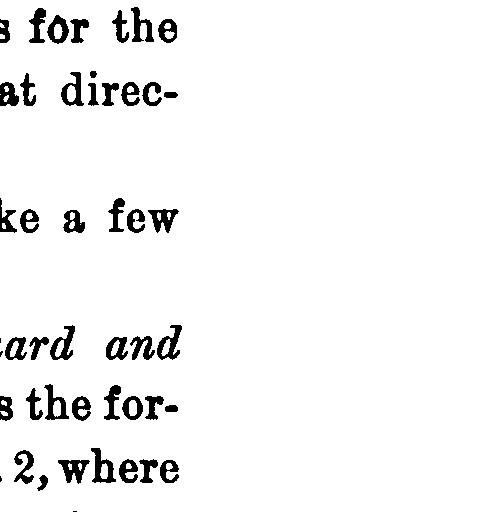 s for the
at direc-
ke a few
ard and
s the for-
. 2, where